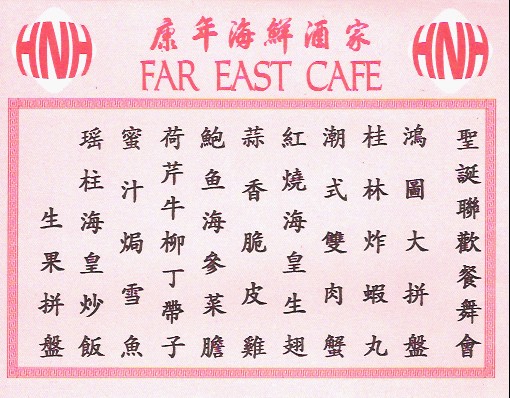 HNH
康年海鮮酒家
HNH
FAR EAST CAFE
聖誕聯歡餐舞會
鴻圖大拼盤
桂林炸蝦丸
潮式雙肉蟹
紅燒海皇生翅
蒜香脆皮雞
鮑魚海參菜膽
荷芹牛柳丁帶子
蜜汁焗雪魚
瑶柱海皇炒飯
生果拼盤